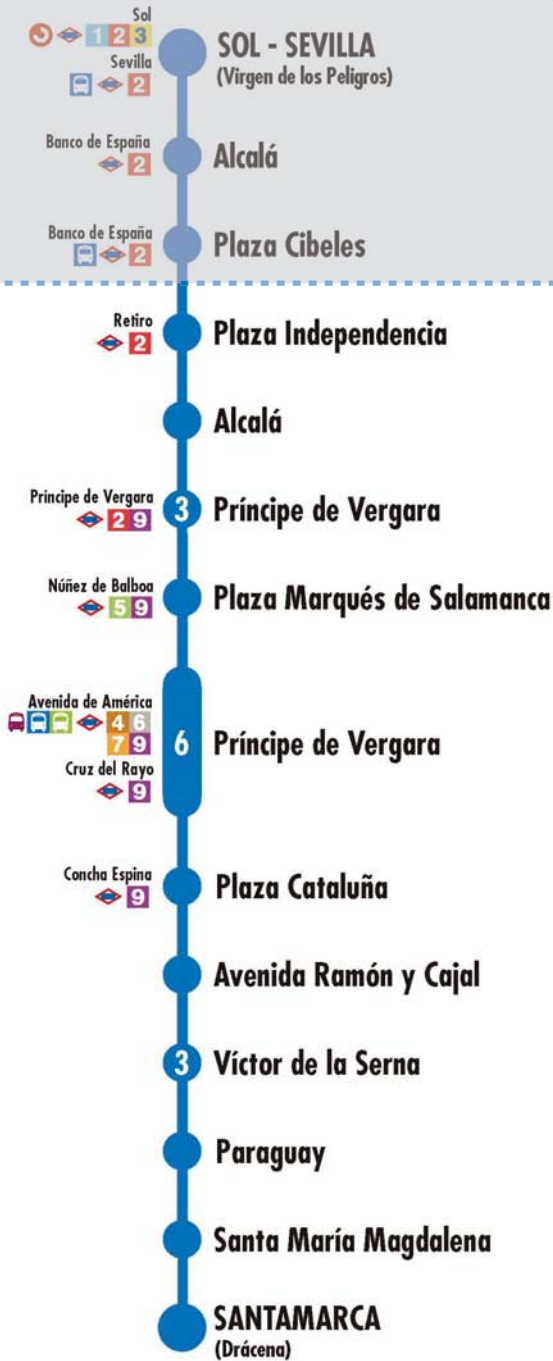 Sol
1 2 3
SOL - SEVILLA
(Virgen de los Peligros)
Sevilla
2
Banco de España
2
Alcalá
Banco de España
2
Plaza Cibeles
Retiro
2
Plaza Independencia
Alcalá
Principe de Vergara
2 9
3
Príncipe de Vergara
Núñez de Balboa
5 9
Plaza Marqués de Salamanca
Avenida de América
4 6
7 9
Cruz del Rayo
9
6
Príncipe de Vergara
Concha Espina
9
Plaza Cataluña
Avenida Ramón y Cajal
3
Víctor de la Serna
Paraguay
Santa María Magdalena
SANTAMARCA
(Drácena)